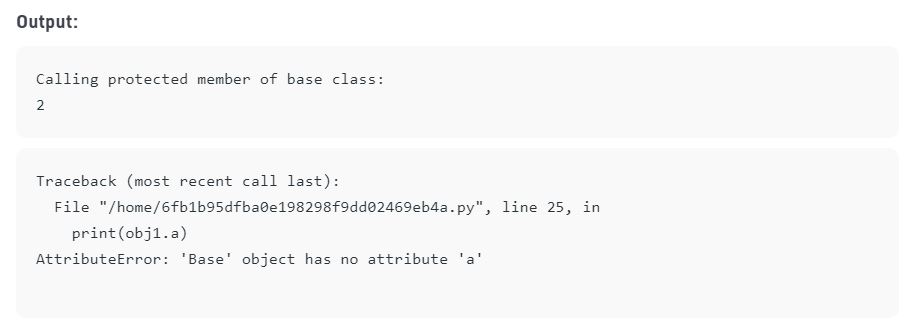 Output:
Calling protected member of base class:
2
Traceback (most recent call last):
  File "/home/6fb1b95dfba0e198298f9dd02469eb4a.py", line 25, in
    print(obj1.a)
AttributeError: 'Base' object has no attribute 'a'